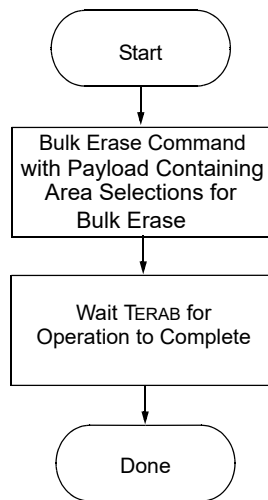 Start
Bulk Erase Command
with Payload Containing
Area Selections for
Bulk Erase
Wait TERAB for
Operation to Complete
Done